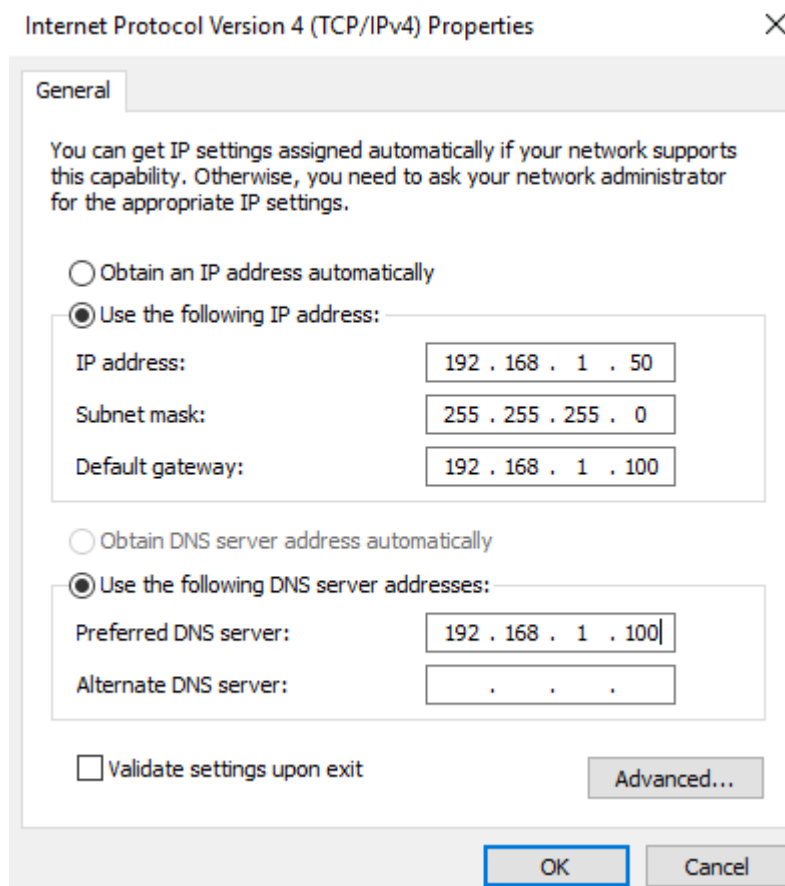 Internet Protocol Version 4 (TCP/IPv4) Properties
General
You can get IP settings assigned automatically if your network supports
this capability. Otherwise, you need to ask your network administrator
for the appropriate IP settings.
Obtain an IP address automatically
Use the following IP address:
IP address: 192 . 168 . 1 . 50
Subnet mask: 255 . 255 . 255 . 0
Default gateway: 192 . 168 . 1 . 100
Obtain DNS server address automatically
Use the following DNS server addresses:
Preferred DNS server: 192 . 168 . 1 . 100
Alternate DNS server: . . .
Validate settings upon exit
Advanced...
OK Cancel